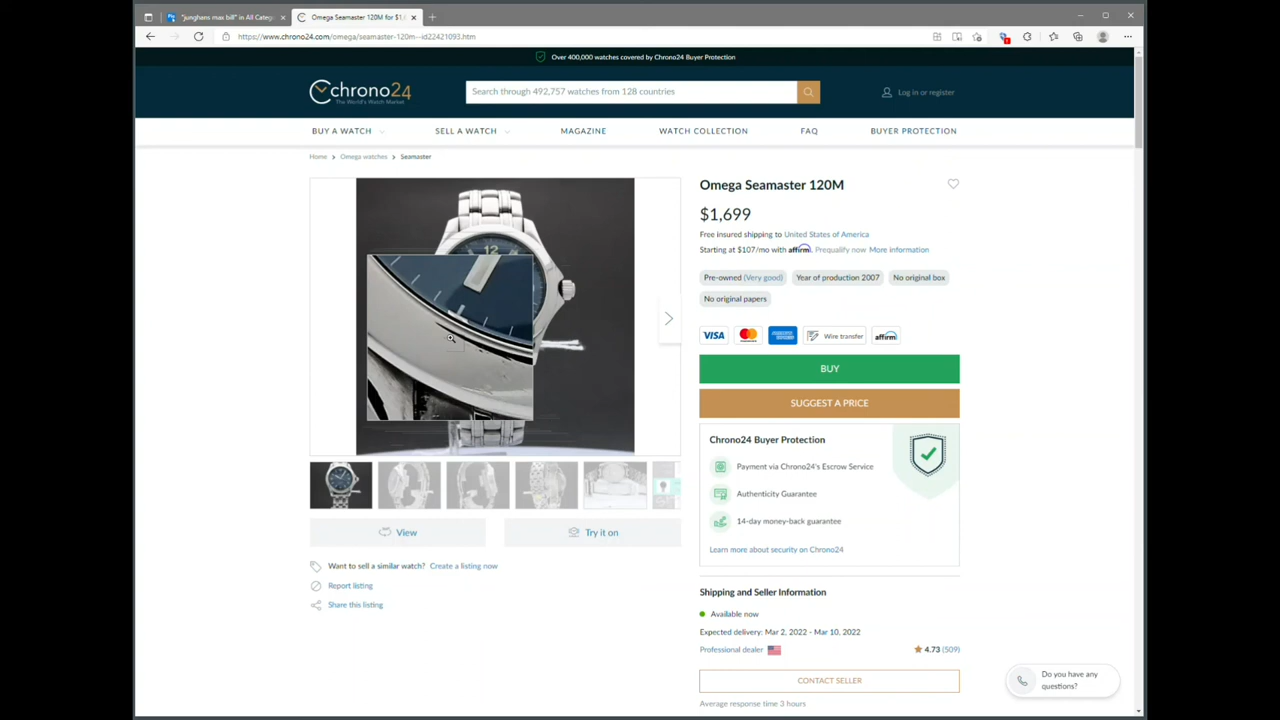 "junghans max bill" in All Categ
Omega Seamaster 120M for $1,6
https://www.chrono24.com/omega/seamaster-120m--id22421093.htm
Over 400,000 watches covered by Chrono24 Buyer Protection
chrono24
The World's Watch Market
Search through 492,757 watches from 128 countries
Log in or register
BUY A WATCH
SELL A WATCH
MAGAZINE
WATCH COLLECTION
FAQ
BUYER PROTECTION
Home > Omega watches > Seamaster
12
Omega Seamaster 120M
$1,699
Free insured shipping to United States of America
Starting at $107/mo with affirm. Prequalify now More information
Pre-owned (Very good)
Year of production 2007
No original box
No original papers
VISA
Wire transfer
affirm
BUY
SUGGEST A PRICE
Chrono24 Buyer Protection
Payment via Chrono24's Escrow Service
Authenticity Guarantee
14-day money-back guarantee
Learn more about security on Chrono24
View
Try it on
Want to sell a similar watch? Create a listing now
Report listing
Share this listing
Shipping and Seller Information
Available now
Expected delivery: Mar 2, 2022 - Mar 10, 2022
Professional dealer
4.73 (509)
CONTACT SELLER
Average response time 3 hours
Do you have any
questions?